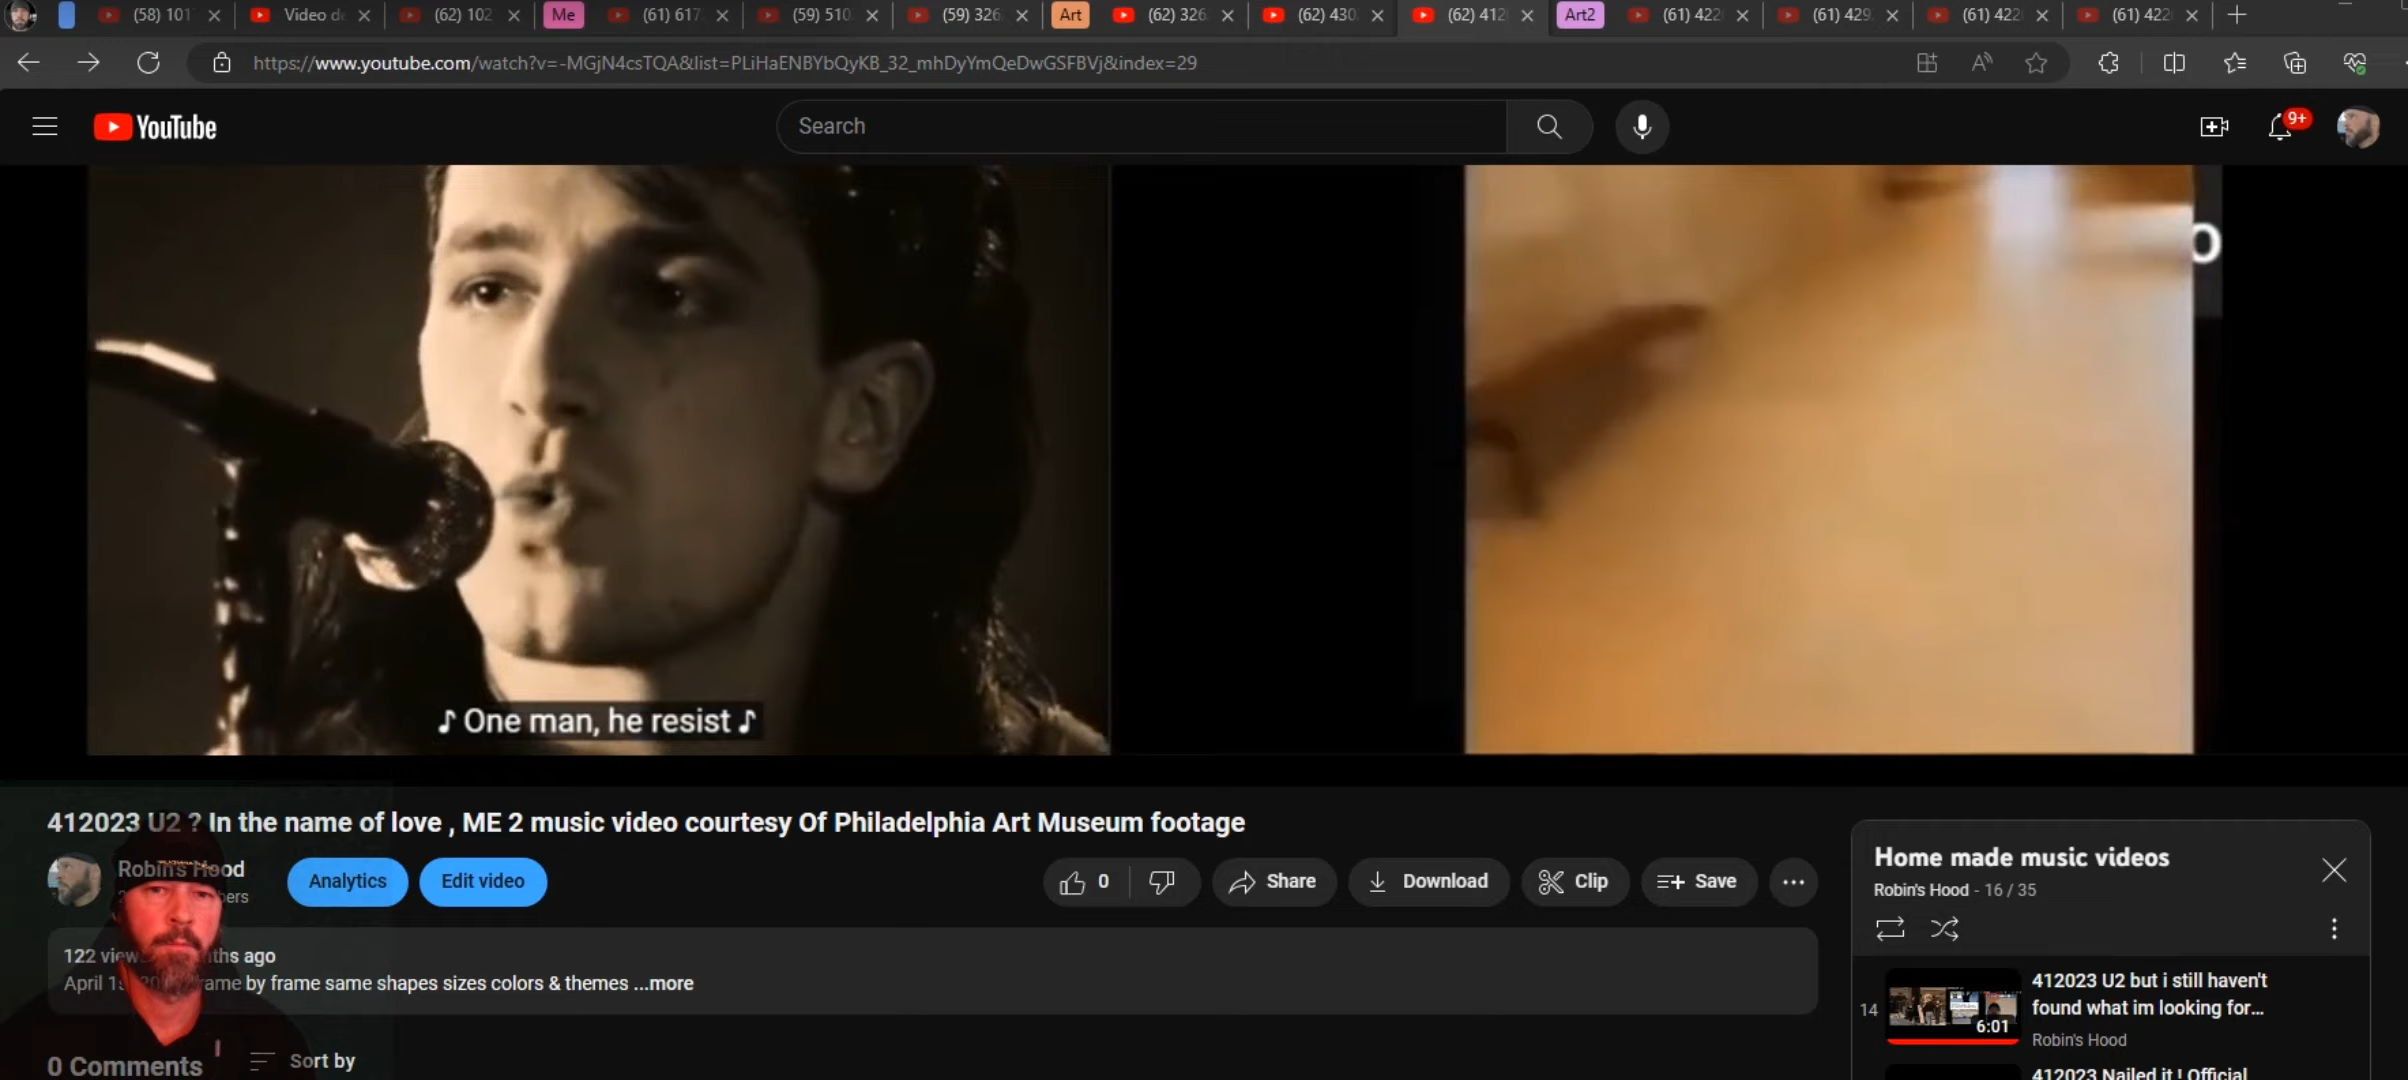 (58) 101
Video de
(62) 102
Me
(61) 617
(59) 510
(59) 326
Art
(62) 326
(62) 430
(62) 412
Art2
(61) 422
(61) 429
(61) 422
(61) 422
https://www.youtube.com/watch?v=-MGjN4csTQA&list=PLiHaENBYbQyKB_32_mhDyYmQeDwGSFBVj&index=29
YouTube
Search
9+
o
♪ One man, he resist ♪
412023 U2 ? In the name of love , ME 2 music video courtesy Of Philadelphia Art Museum footage
Robin's Hood
Analytics
Edit video
0
Share
Download
Clip
Save
122 ago
April by frame same shapes sizes colors & themes ...more
0 Comments
Sort by
Home made music videos
Robin's Hood - 16 / 35
14
6:01
412023 U2 but i still haven't
found what im looking for...
Robin's Hood
412023 Nailed it ! Official